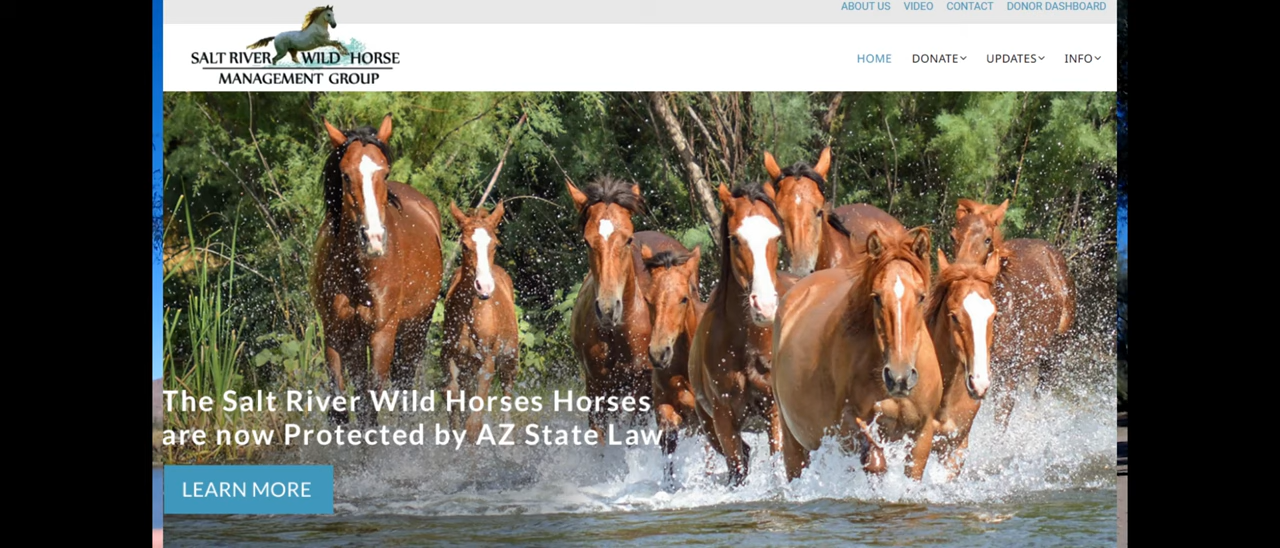 ABOUT US VIDEO CONTACT DONOR DASHBOARD
SALT RIVER WILD HORSE
MANAGEMENT GROUP
HOME DONATE UPDATES INFO
The Salt River Wild Horses Horses
are now Protected by AZ State Law
LEARN MORE